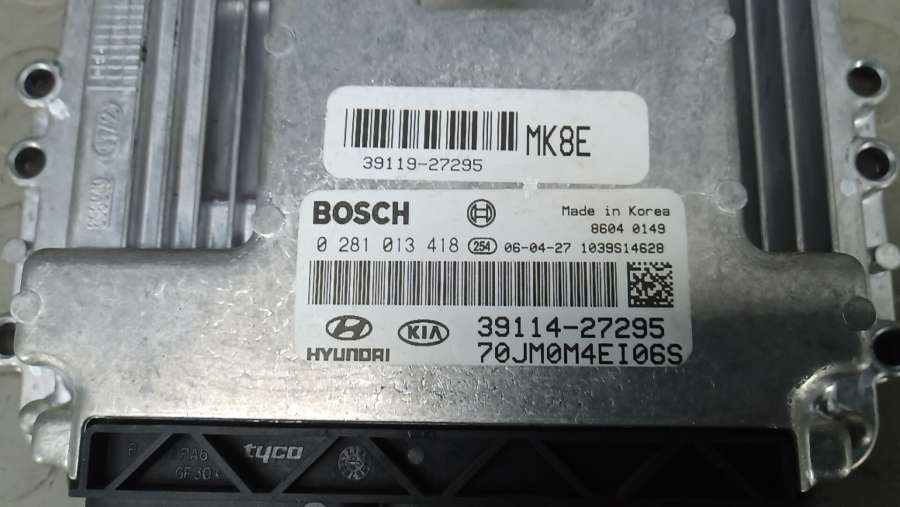 MK8E
39119-27295
BOSCH
Made in Korea
8604 0149
0 281 013 418 254 06-04-27 1039S14628
HYUNDAI
KIA
39114-27295
70JM0M4EI06S
tyco